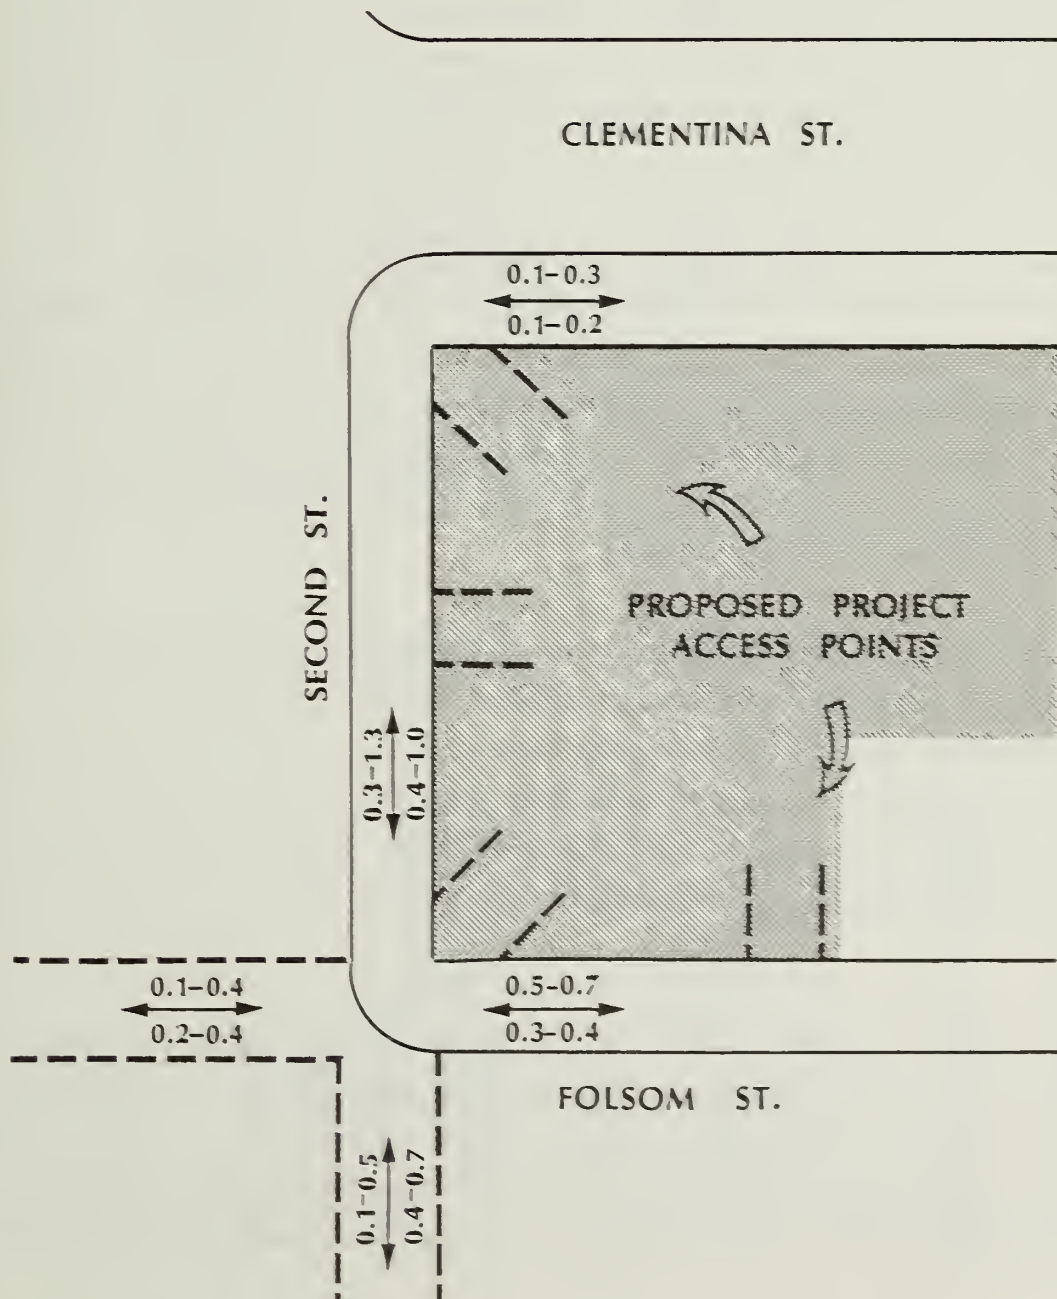 CLEMENTINA ST.
0.1-0.3
0.1-0.2
SECOND ST.
PROPOSED PROJECT
ACCESS POINTS
0.3-1.3
0.4-1.0
0.1-0.4
0.2-0.4
0.5-0.7
0.3-0.4
FOLSOM ST.
0.1-0.5
0.4-0.7